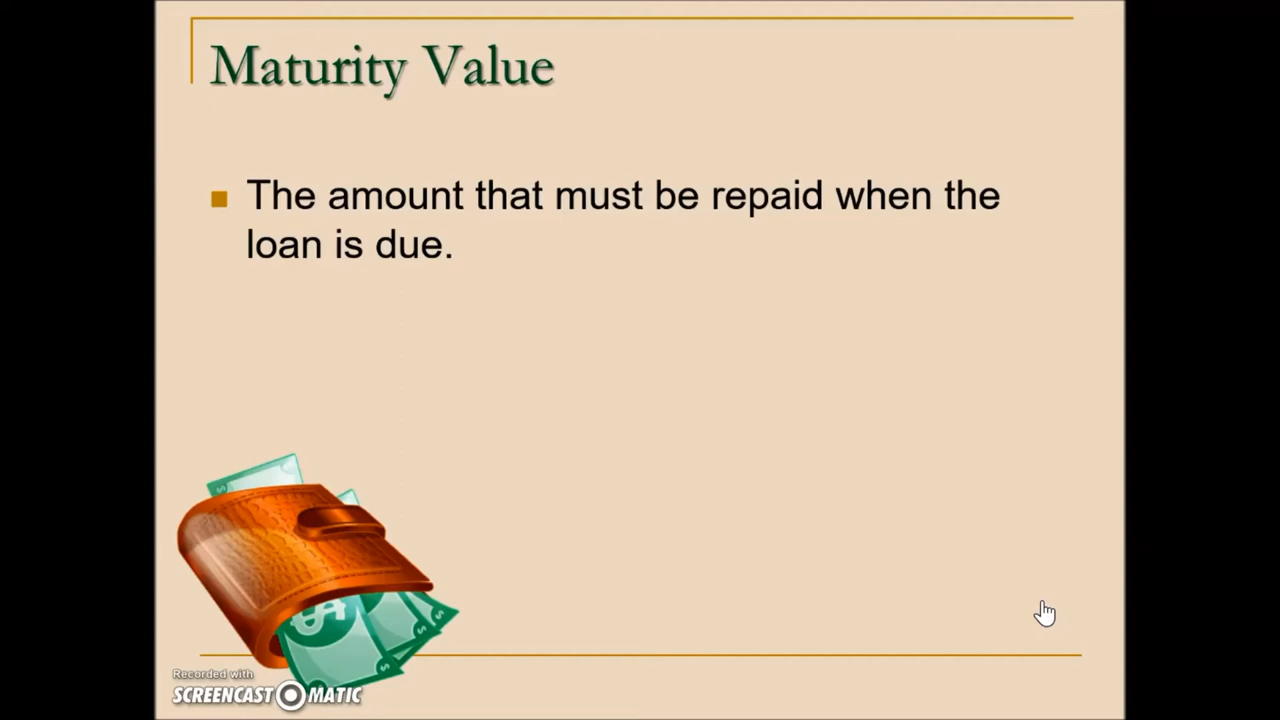 Maturity Value
The amount that must be repaid when the
loan is due.
Recorded with
SCREENCAST MATIC